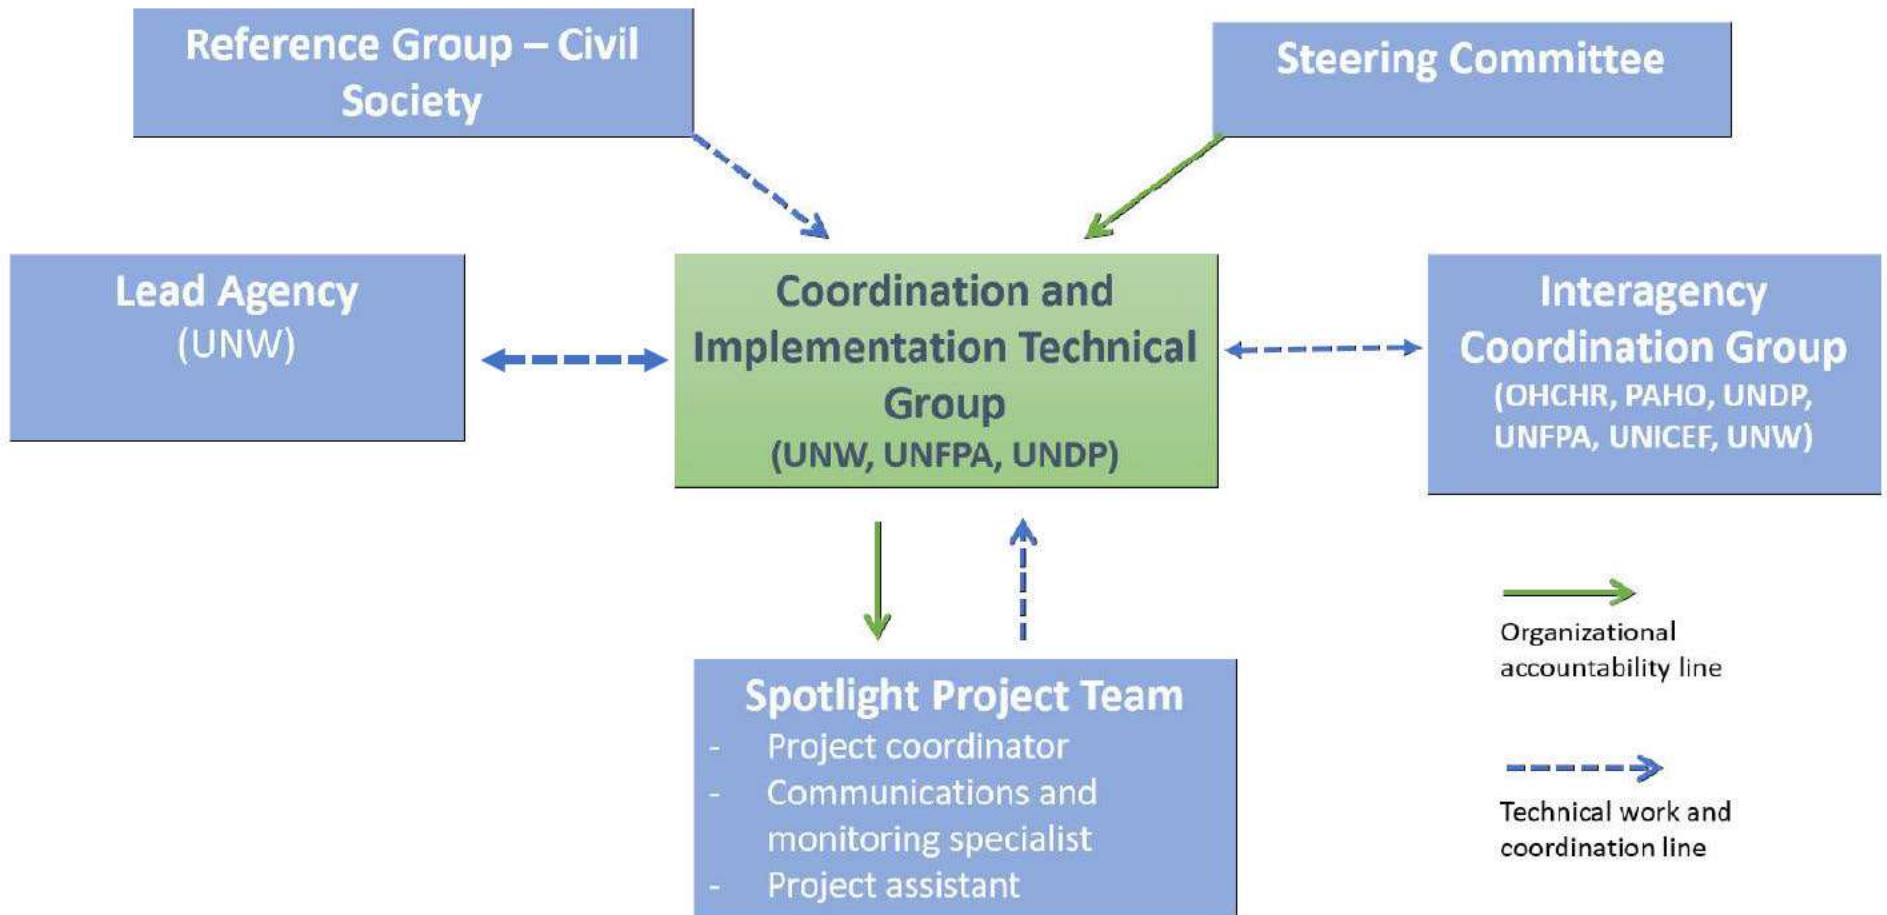 Reference Group – Civil
Society
Steering Committee
Lead Agency
(UNW)
Coordination and
Implementation Technical
Group
(UNW, UNFPA, UNDP)
Interagency
Coordination Group
(OHCHR, PAHO, UNDP,
UNFPA, UNICEF, UNW)
Spotlight Project Team
- Project coordinator
- Communications and
monitoring specialist
- Project assistant
Organizational
accountability line
Technical work and
coordination line